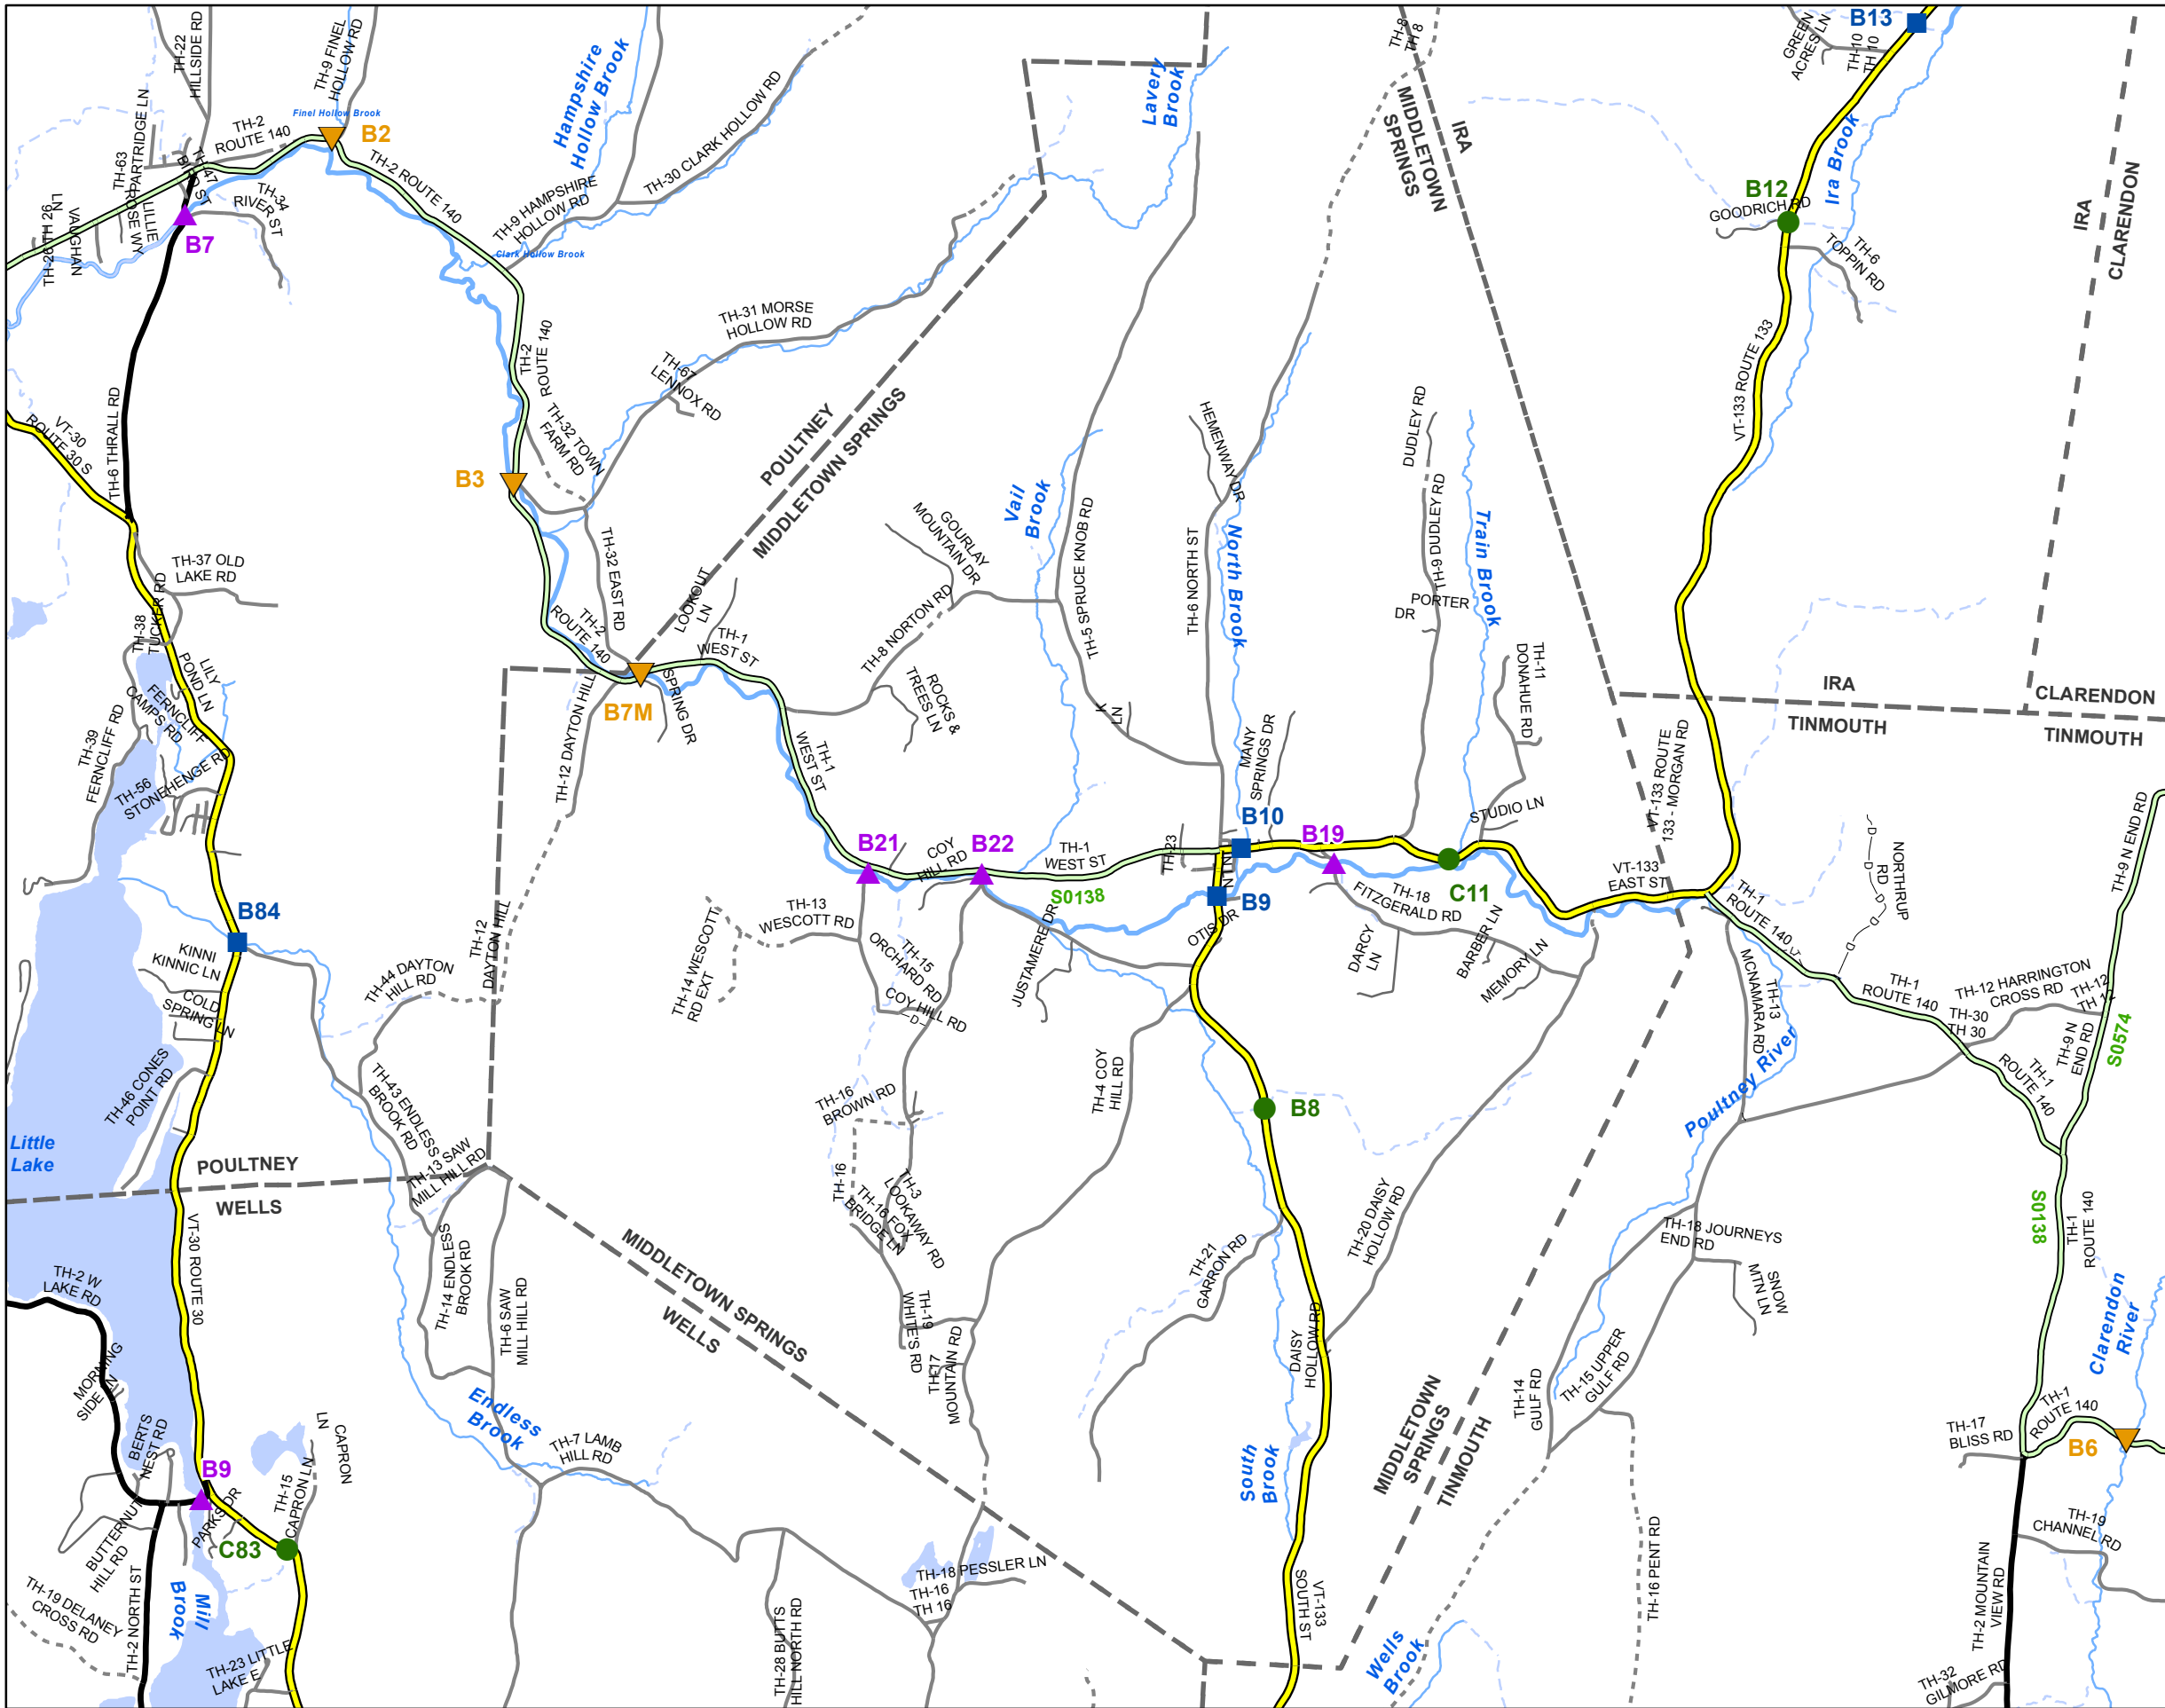 TH-22
HILLSIDE RD
TH-9 FINEL
HOLLOW RD
Hampshire
Hollow Brook
TH-30 CLARK HOLLOW RD
Lavery
Brook
TH-8
TH 8
MIDDLETOWN
SPRINGS
IRA
GREEN
ACRES LN
TH-10
TH 10
B13
Ira Brook
IRA
CLARENDON
Finel Hollow Brook
B2
TH-2
ROUTE 140
PARTRIDGE LN
TH-63
LILLIE
ROSE WY
TH-47
BIRD ST
TH-34
RIVER ST
B7
VAUGHAN
LN
TH-26
TH 26
TH-2 ROUTE 140
TH-9 HAMPSHIRE
HOLLOW RD
Clark Hollow Brook
B12
GOODRICH RD
TH-6
TOPPIN RD
TH-31 MORSE
HOLLOW RD
TH-67
LENNOX RD
TH-2
ROUTE 140
TH-32 TOWN
FARM RD
POULTNEY
MIDDLETOWN SPRINGS
VT-133 ROUTE 133
VT-30
ROUTE 30 S
TH-6 THRALL RD
B3
HEMENWAY DR
DUDLEY RD
TH-9 DUDLEY RD
Train Brook
Vail
Brook
GOURLAY
MOUNTAIN DR
TH-5 SPRUCE KNOB RD
TH-6 NORTH ST
North Brook
PORTER
DR
TH-37 OLD
LAKE RD
TH-38
TUCKER RD
TH-32 EAST RD
LOOKOUT
LN
TH-2
ROUTE 140
TH-1
WEST ST
TH-8 NORTON RD
ROCKS &
TREES LN
SPRING DR
B7M
TH-12 DAYTON HILL
LILY
POND LN
FERNCLIFF
CAMPS RD
TH-39
FERNCLIFF RD
TH-56
STONEHENGE RD
TH-1
WEST ST
K
LN
MANY
SPRINGS DR
TH-11
DONAHUE RD
IRA
TINMOUTH
CLARENDON
TINMOUTH
VT-133 ROUTE
133 - MORGAN RD
STUDIO LN
B21
COY
HILL RD
B22
TH-1
WEST ST
S0138
TH-23
B10
B19
C11
B9
OTIS DR
TH-18
FITZGERALD RD
VT-133
EAST ST
TH-1
ROUTE 140
NORTHRUP
RD
TH-9 N END RD
B84
KINNI
KINNIC LN
COLD
SPRING LN
TH-12
DAYTON HILL
TH-44 DAYTON
HILL RD
TH-13
WESCOTT RD
TH-14 WESCOTT
RD EXT
TH-15
ORCHARD RD
COY HILL RD
JUSTAMERE DR
DARCY
LN
BARBER LN
MEMORY LN
TH-13
MCNAMARA RD
TH-1
ROUTE 140
TH-12 HARRINGTON
CROSS RD
TH-12
TH 12
TH-30
TH 30
TH-9 N
END RD
S0574
Poultney River
TH-1
ROUTE 140
TH-46 CONES
POINT RD
TH-43 ENDLESS
BROOK RD
TH-16
BROWN RD
TH-4 COY
HILL RD
B8
Little
Lake
POULTNEY
WELLS
TH-13 SAW
MILL HILL RD
TH-16
TH-3
LOOKAWAY RD
TH-16 FOX
BRIDGE LN
TH-20 DAISY
HOLLOW RD
TH-21
GARRON RD
TH-18 JOURNEYS
END RD
SNOW
MTN LN
S0138
TH-1
ROUTE 140
VT-30 ROUTE 30
TH-2 W
LAKE RD
TH-14 ENDLESS
BROOK RD
TH-6 SAW
MILL HILL RD
MIDDLETOWN SPRINGS
WELLS
TH-19
WHITE'S RD
TH-17
MOUNTAIN RD
DAISY
HOLLOW RD
Clarendon
River
TH-14
GULF RD
TH-15 UPPER
GULF RD
MORNING
SIDE LN
BERTS
NEST RD
Endless
Brook
TH-7 LAMB
HILL RD
South
Brook
MIDDLETOWN
SPRINGS
TINMOUTH
TH-17
BLISS RD
TH-1
ROUTE 140
B6
CAPRON
LN
TH-15
CAPRON LN
B9
PARKS DR
C83
BUTTERNUT
HILL RD
Mill
Brook
TH-19 DELANEY
CROSS RD
TH-2 NORTH ST
TH-23 LITTLE
LAKE E
TH-28 BUTTS
HILL NORTH RD
TH-18 PESSLER LN
TH-16
TH 16
VT-133
SOUTH ST
Wells
Brook
TH-16 PENT RD
TH-19
CHANNEL RD
TH-2 MOUNTAIN
VIEW RD
TH-32
GILMORE RD